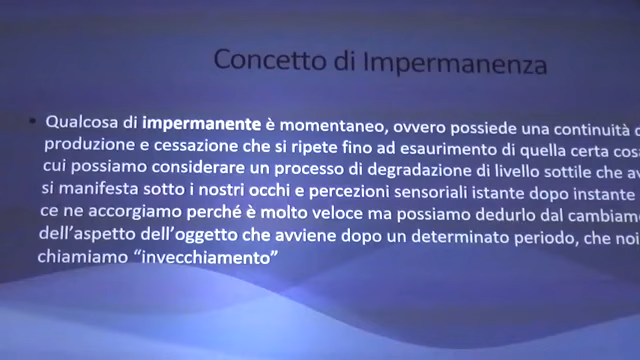 Concetto di Impermanenza
• Qualcosa di impermanente è momentaneo, ovvero possiede una continuità
produzione e cessazione che si ripete fino ad esaurimento di quella certa
cui possiamo considerare un processo di degradazione di livello sottile che
si manifesta sotto i nostri occhi e percezioni sensoriali istante dopo instante
ce ne accorgiamo perché è molto veloce ma possiamo dedurlo dal
dell'aspetto dell'oggetto che avviene dopo un determinato periodo, che noi
chiamiamo "invecchiamento"